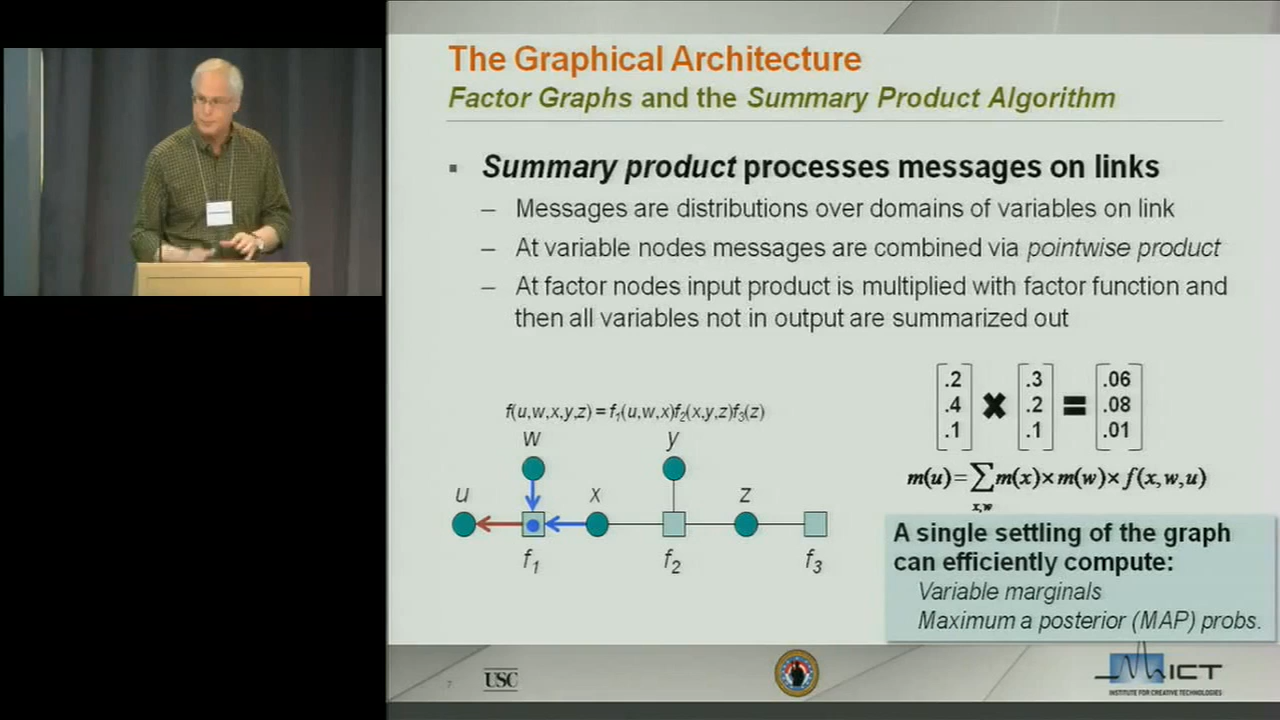 The Graphical Architecture
Factor Graphs and the Summary Product Algorithm
▪ Summary product processes messages on links
– Messages are distributions over domains of variables on link
– At variable nodes messages are combined via pointwise product
– At factor nodes input product is multiplied with factor function and
then all variables not in output are summarized out
f(u,w,x,y,z) = f₁(u,w,x)f₂(x,y,z)f₃(z)
w
y
u
x
z
f₁
f₂
f₃
.2 .3 .06
.4 × .2 = .08
.1 .1 .01
m(u)=∑m(x)×m(w)×f(x,w,u)
x,w
A single settling of the graph
can efficiently compute:
Variable marginals
Maximum a posterior (MAP) probs.
7
USC
ICT
INSTITUTE FOR CREATIVE TECHNOLOGIES